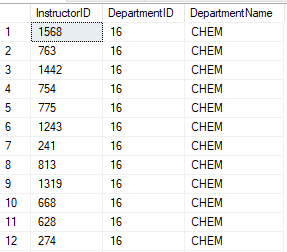 InstructorID DepartmentID DepartmentName
1 1568 16 CHEM
2 763 16 CHEM
3 1442 16 CHEM
4 754 16 CHEM
5 775 16 CHEM
6 1243 16 CHEM
7 241 16 CHEM
8 813 16 CHEM
9 1319 16 CHEM
10 668 16 CHEM
11 628 16 CHEM
12 274 16 CHEM